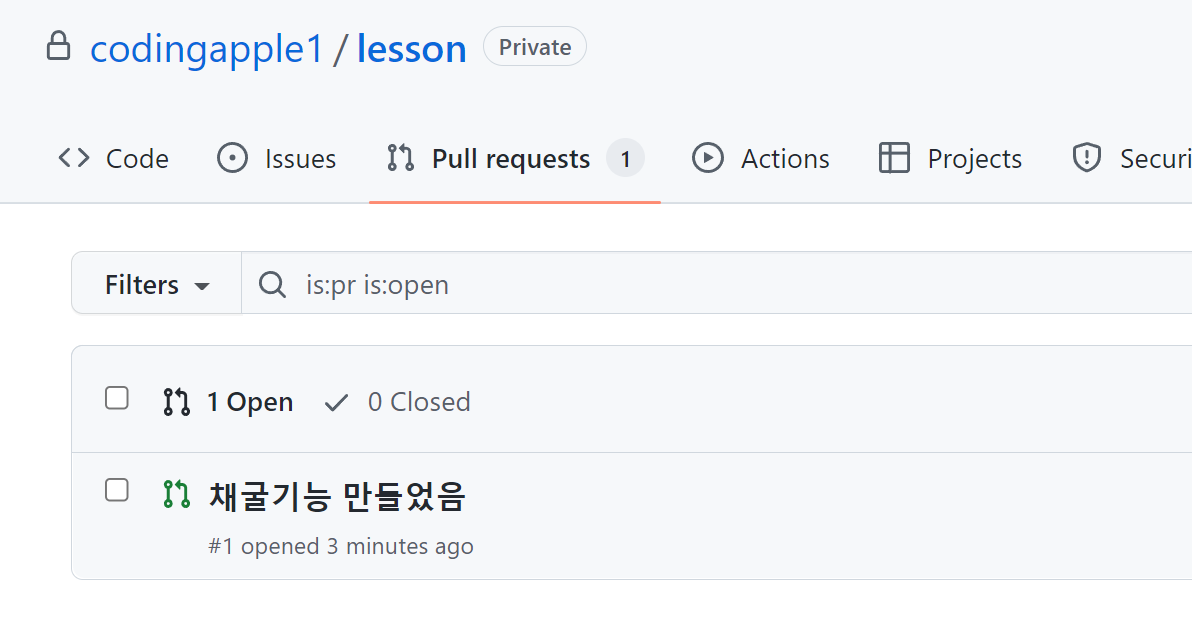 codingapple1 / lesson Private
Code Issues Pull requests 1 Actions Projects Securi
Filters is:pr is:open
1 Open 0 Closed
채굴기능 만들었음
#1 opened 3 minutes ago